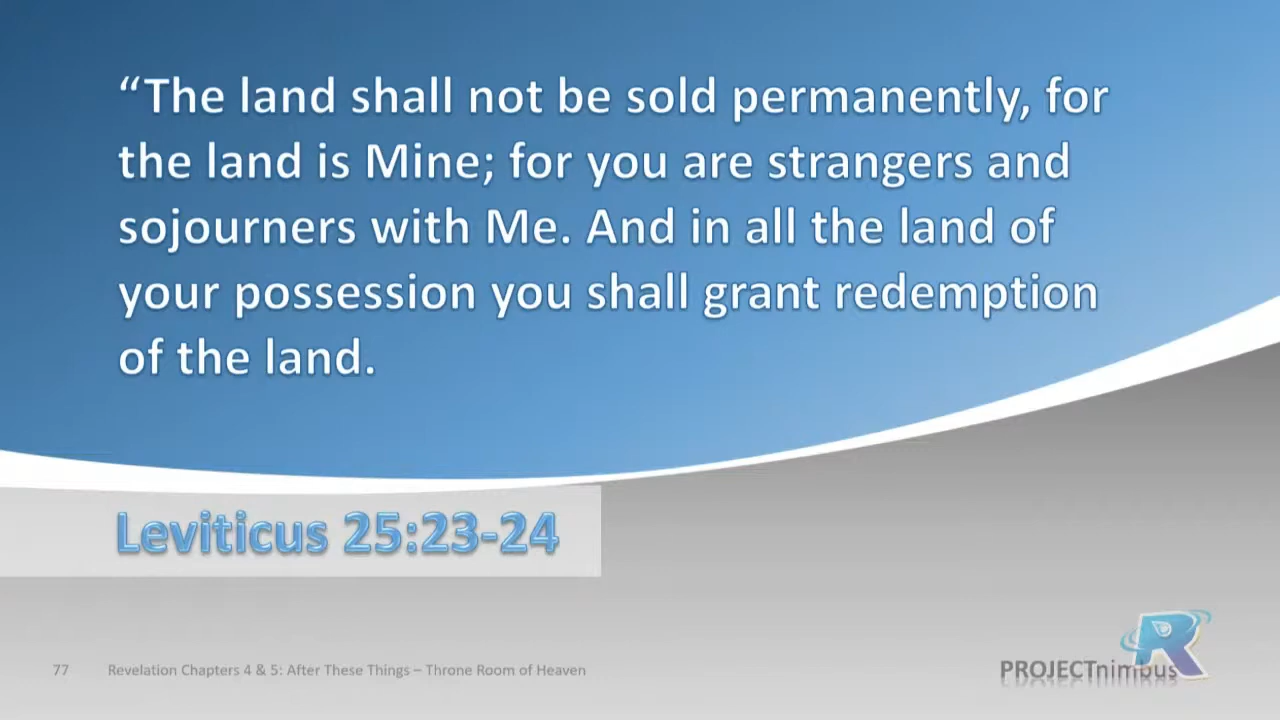 “The land shall not be sold permanently, for
the land is Mine; for you are strangers and
sojourners with Me. And in all the land of
your possession you shall grant redemption
of the land.
Leviticus 25:23-24
77 Revelation Chapters 4 & 5: After These Things – Throne Room of Heaven
PROJECTnimbus R